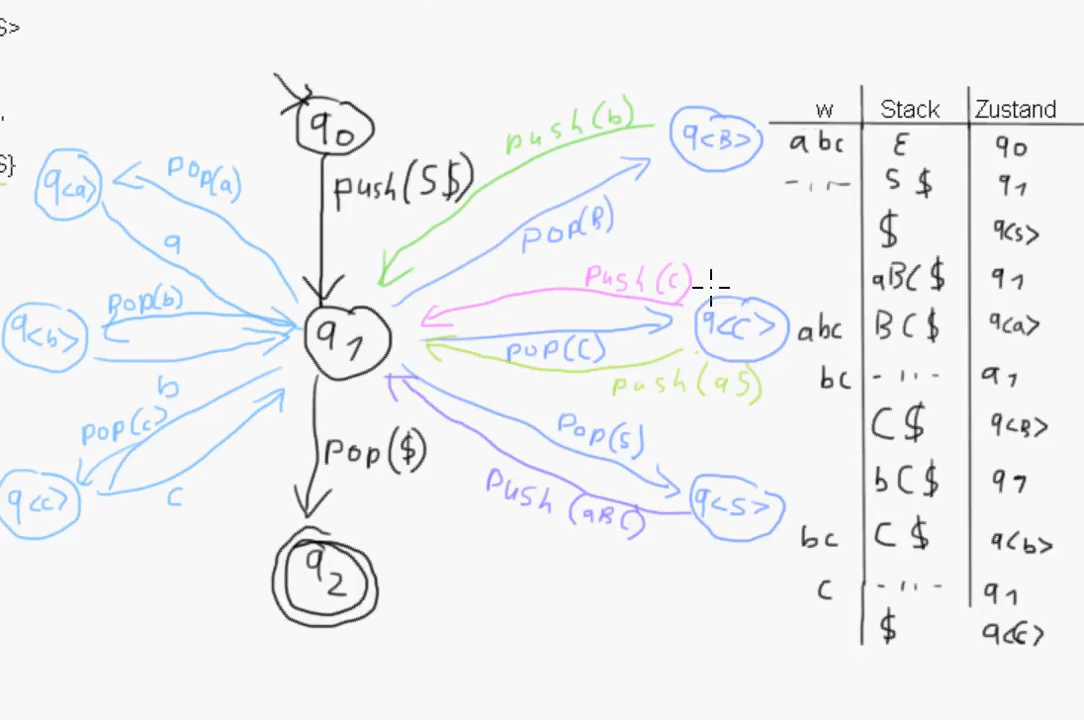 $>
$}
q0
push(S$)
q1
pop($)
q2
q<a>
pop(a)
a
q<b>
pop(b)
b
q<c>
pop(c)
c
q<B>
push(b)
pop(B)
q<C>
push(c)
pop(C)
push(aS)
q<S>
pop(S)
push(aBC)
w Stack Zustand
abc ε q0
-"- S$ q1
$ q<S>
aBC$ q1
abc BC$ q<a>
bc -"- q1
C$ q<B>
bC$ q1
bc C$ q<b>
c -"- q1
$ q<C>